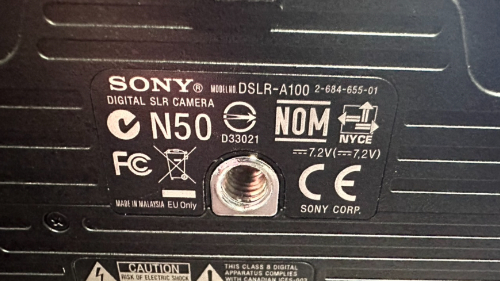 SONY® MODEL NO. DSLR-A100 2-684-655-01
DIGITAL SLR CAMERA
N50 D33021 NOM NYCE
FC 7.2V(7,2V) CE
MADE IN MALAYSIA EU Only SONY CORP.
CAUTION
RISK OF ELECTRIC SHOCK
THIS CLASS B DIGITAL
APPARATUS COMPLIES
WITH CANADIAN ICES-003